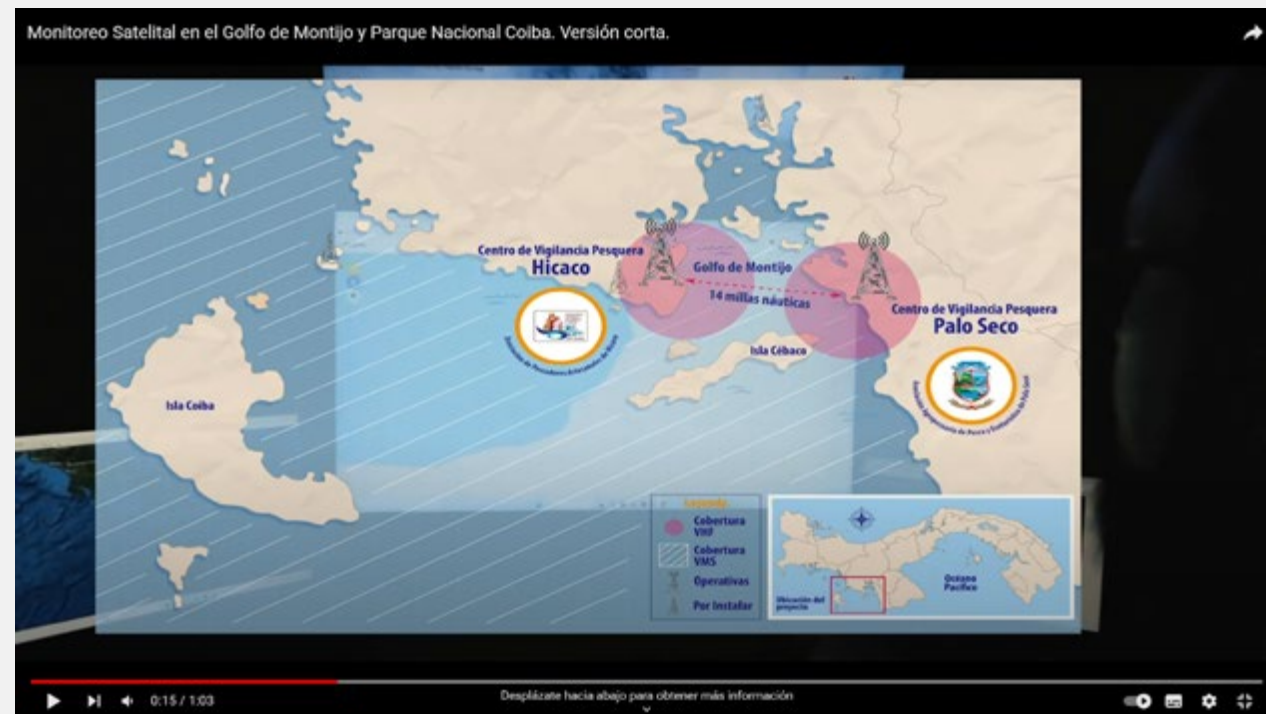 Monitoreo Satelital en el Golfo de Montijo y Parque Nacional Coiba. Versión corta.
Centro de Vigilancia Pesquera
Hicaco
Golfo de Montijo
14 millas náuticas
Centro de Vigilancia Pesquera
Palo Seco
Isla Cébaco
Isla Coiba
Leyenda
Cobertura
VHF
Cobertura
VMS
Operativas
Por Instalar
Océano
Pacífico
Ubicación del
proyecto
0:15 / 1:03
Desplázate hacia abajo para obtener más información